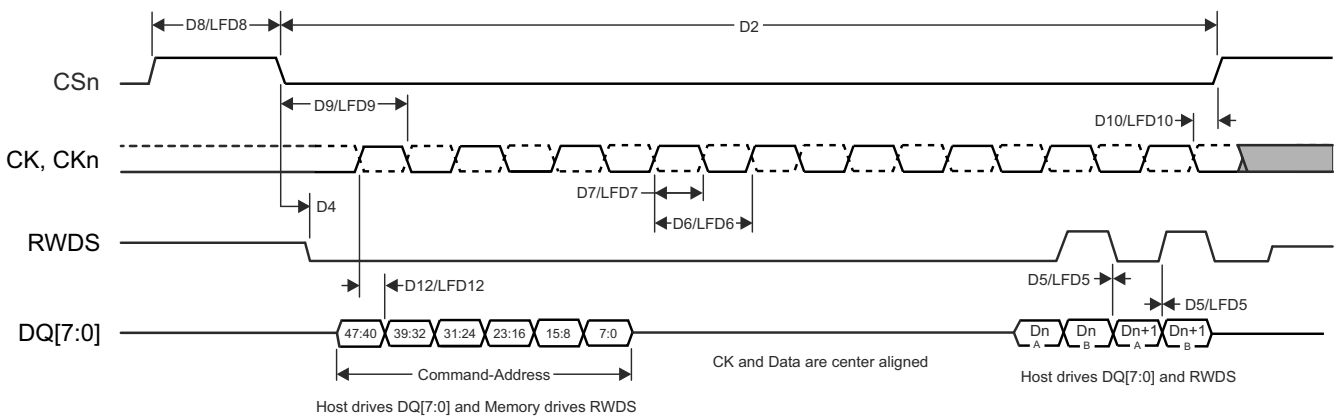 D8/LFD8
D2
CSn
D9/LFD9
D10/LFD10
CK, CKn
D7/LFD7
D4
D6/LFD6
RWDS
D12/LFD12
D5/LFD5
D5/LFD5
DQ[7:0]
47:40 39:32 31:24 23:16 15:8 7:0
Dn A Dn B Dn+1 A Dn+1 B
Command-Address
CK and Data are center aligned
Host drives DQ[7:0] and RWDS
Host drives DQ[7:0] and Memory drives RWDS